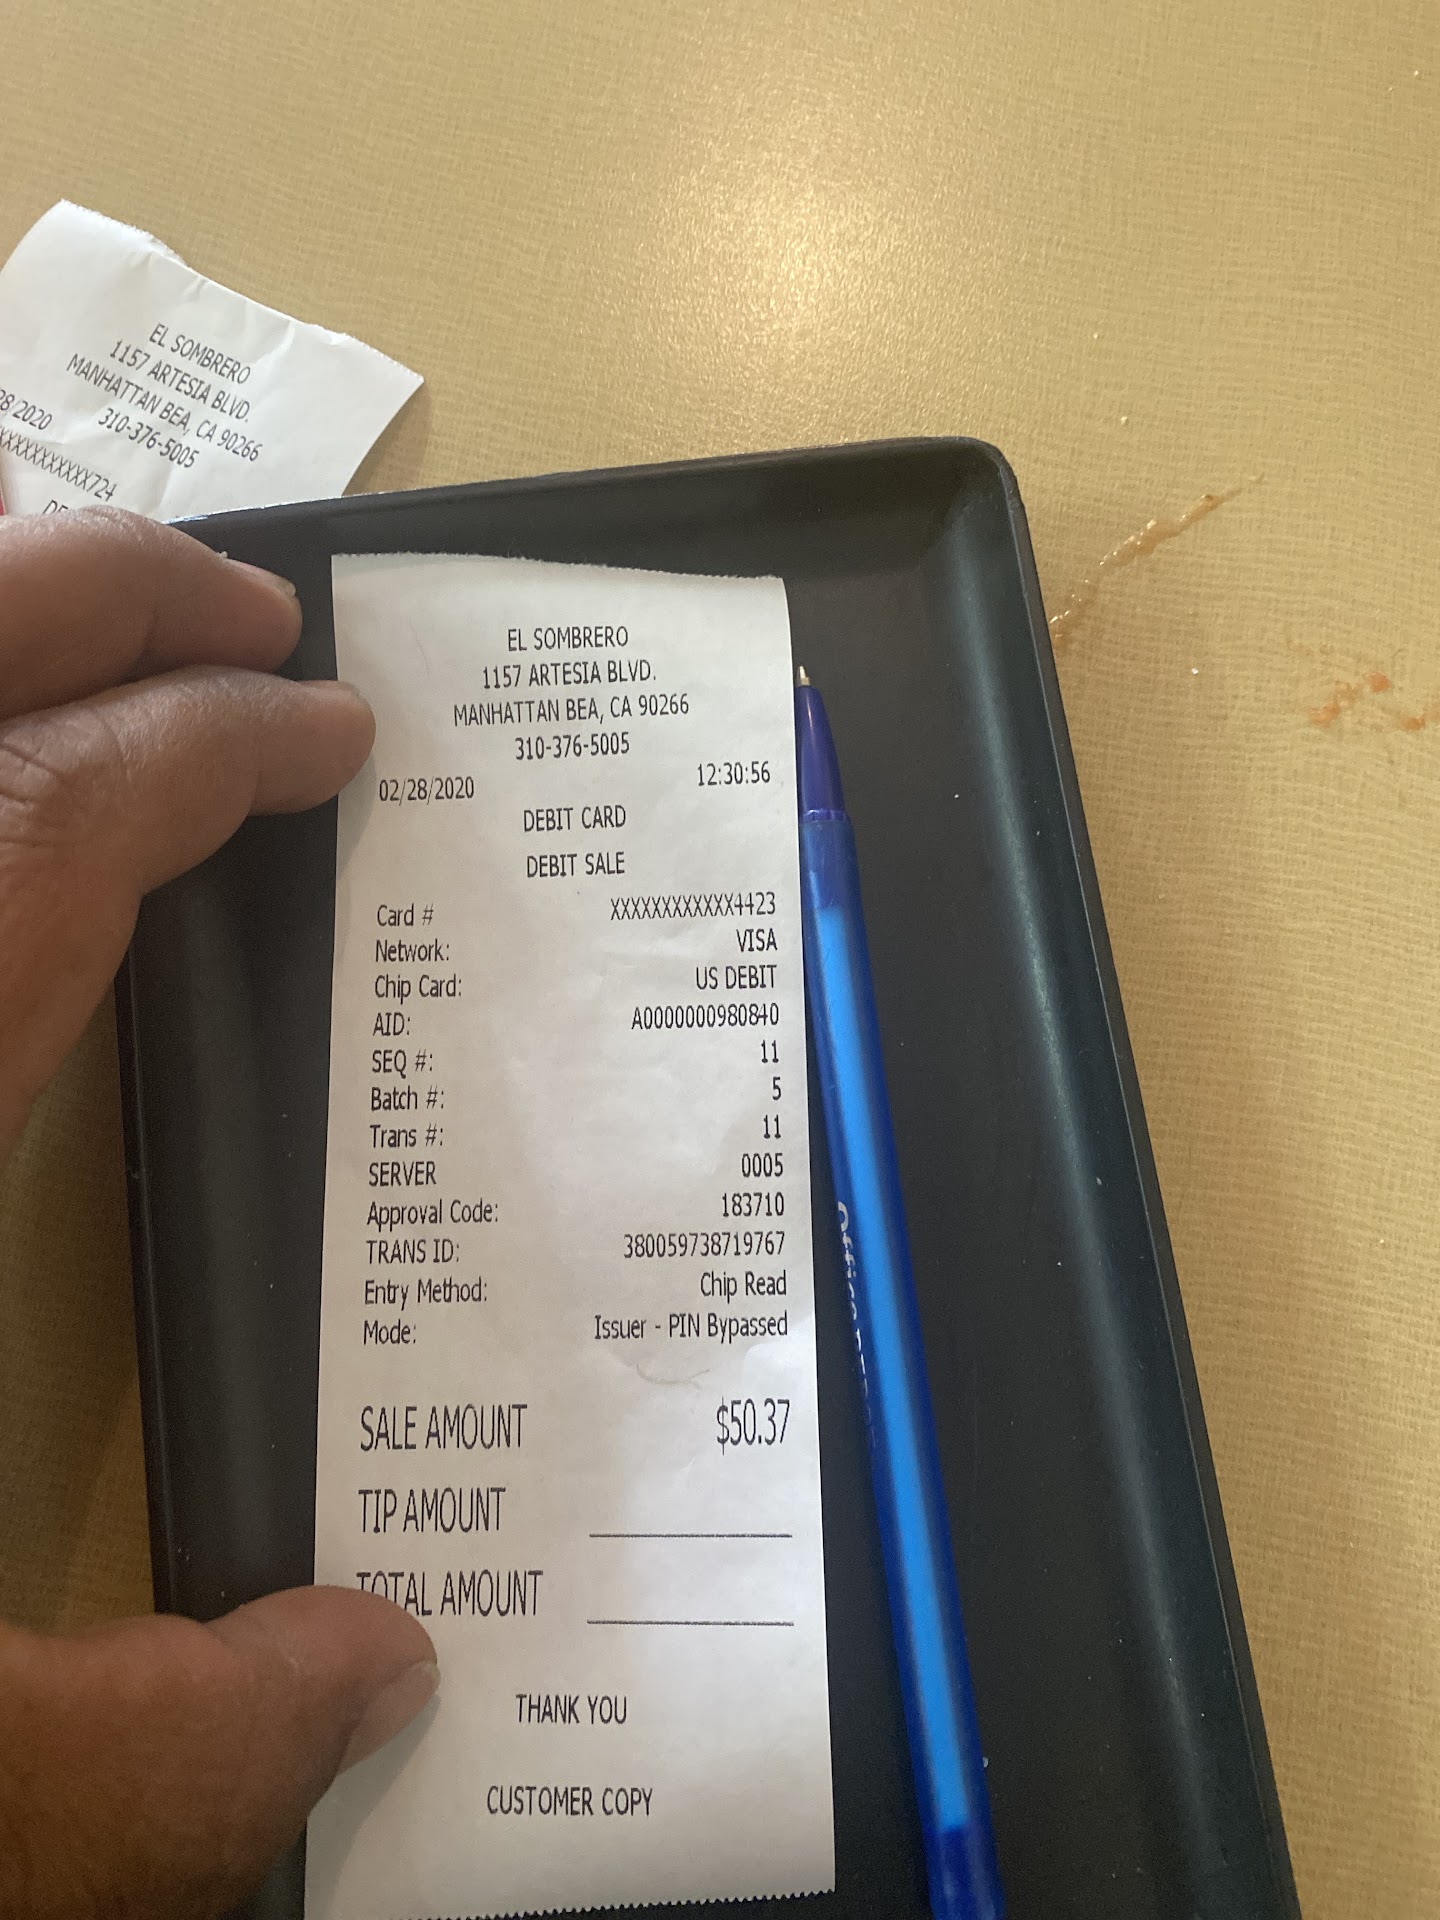 EL SOMBRERO
1157 ARTESIA BLVD.
MANHATTAN BEA, CA 90266
310-376-5005
28/2020
XXXXXXXXXXX724
EL SOMBRERO
1157 ARTESIA BLVD.
MANHATTAN BEA, CA 90266
310-376-5005
02/28/2020 12:30:56
DEBIT CARD
DEBIT SALE
Card # XXXXXXXXXXXX4423
Network: VISA
Chip Card: US DEBIT
AID: A0000000980840
SEQ #: 11
Batch #: 5
Trans #: 11
SERVER 0005
Approval Code: 183710
TRANS ID: 380059738719767
Entry Method: Chip Read
Mode: Issuer - PIN Bypassed
SALE AMOUNT $50.37
TIP AMOUNT
TOTAL AMOUNT
THANK YOU
CUSTOMER COPY
Office